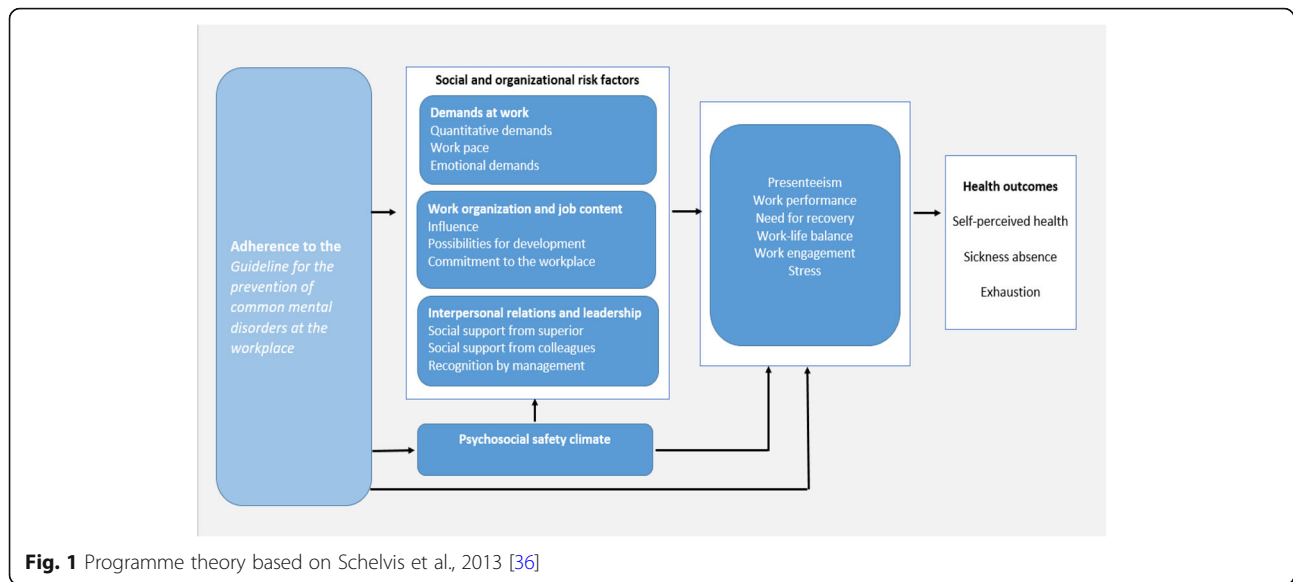 Adherence to the
Guideline for the
prevention of
common mental
disorders at the
workplace
Social and organizational risk factors
Demands at work
Quantitative demands
Work pace
Emotional demands
Work organization and job content
Influence
Possibilities for development
Commitment to the workplace
Interpersonal relations and leadership
Social support from superior
Social support from colleagues
Recognition by management
Psychosocial safety climate
Presenteeism
Work performance
Need for recovery
Work-life balance
Work engagement
Stress
Health outcomes
Self-perceived health
Sickness absence
Exhaustion
Fig. 1 Programme theory based on Schelvis et al., 2013 [36]